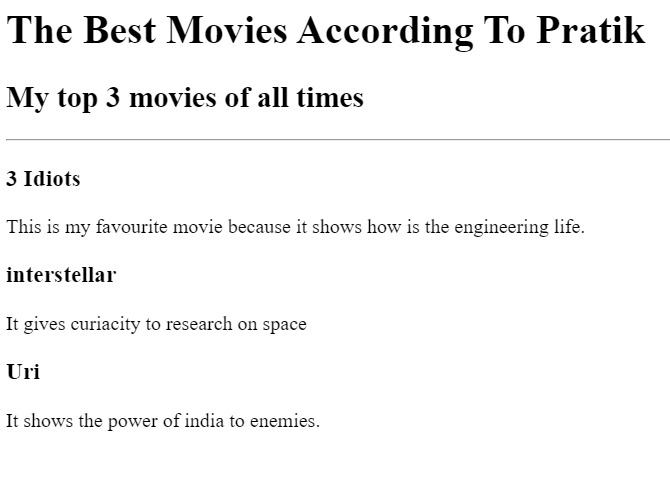 The Best Movies According To Pratik
My top 3 movies of all times
3 Idiots
This is my favourite movie because it shows how is the engineering life.
interstellar
It gives curiacity to research on space
Uri
It shows the power of india to enemies.